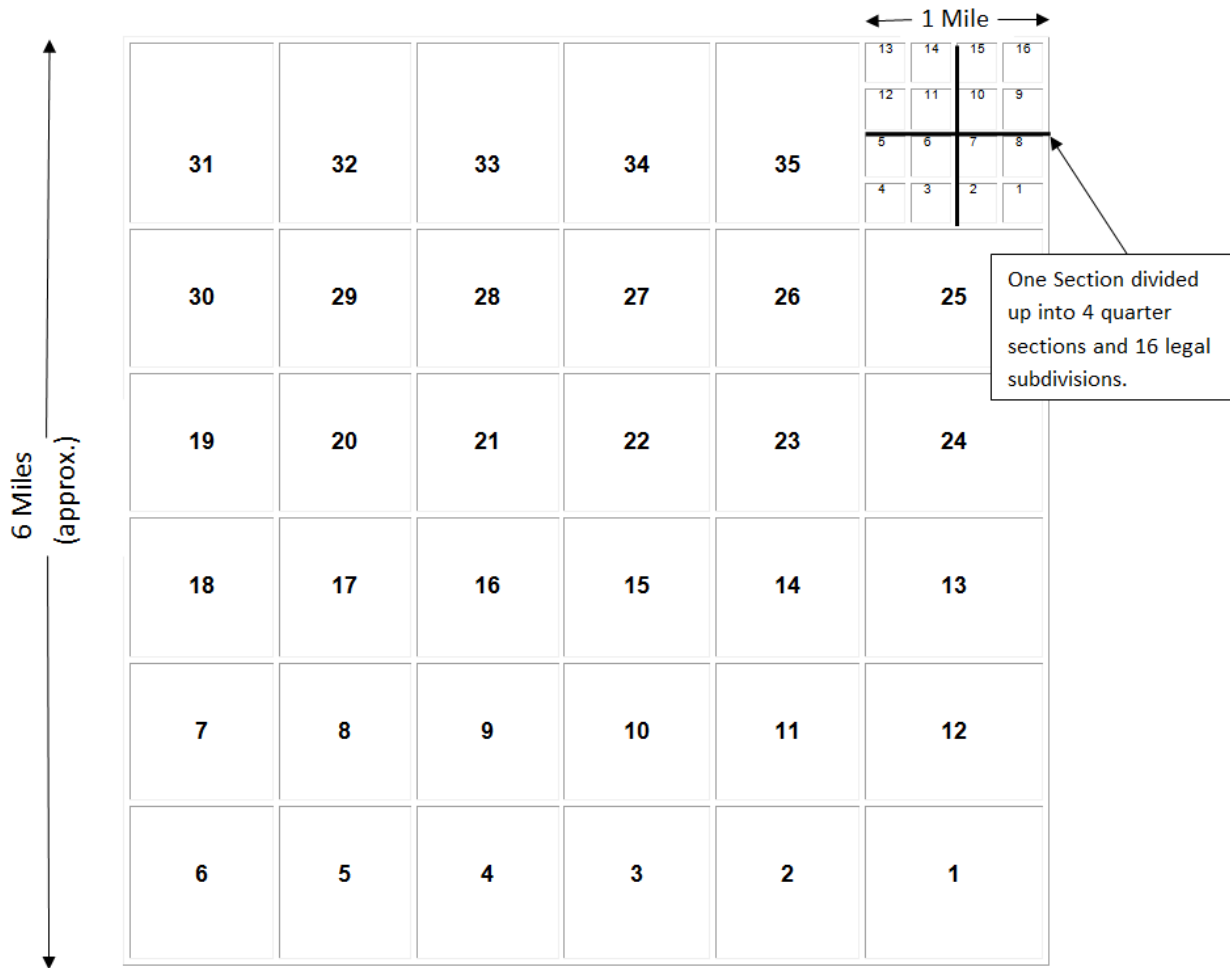 1 Mile
13 14 15 16
12 11 10 9
31 32 33 34 35
5 6 7 8
4 3 2 1
30 29 28 27 26 25
One Section divided
up into 4 quarter
sections and 16 legal
subdivisions.
19 20 21 22 23 24
6 Miles
(approx.)
18 17 16 15 14 13
7 8 9 10 11 12
6 5 4 3 2 1